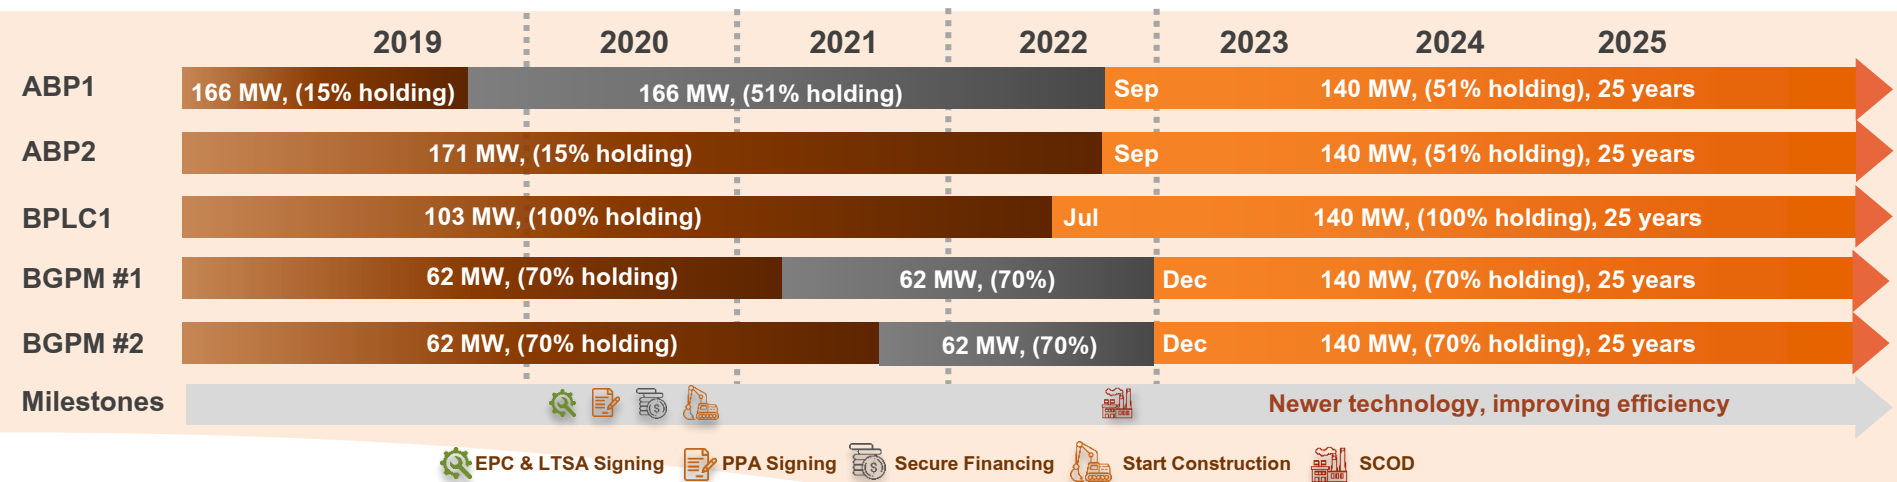 2019 2020 2021 2022 2023 2024 2025
ABP1 166 MW, (15% holding) 166 MW, (51% holding) Sep 140 MW, (51% holding), 25 years
ABP2 171 MW, (15% holding) Sep 140 MW, (51% holding), 25 years
BPLC1 103 MW, (100% holding) Jul 140 MW, (100% holding), 25 years
BGPM #1 62 MW, (70% holding) 62 MW, (70%) Dec 140 MW, (70% holding), 25 years
BGPM #2 62 MW, (70% holding) 62 MW, (70%) Dec 140 MW, (70% holding), 25 years
Milestones Newer technology, improving efficiency
EPC & LTSA Signing PPA Signing Secure Financing Start Construction SCOD